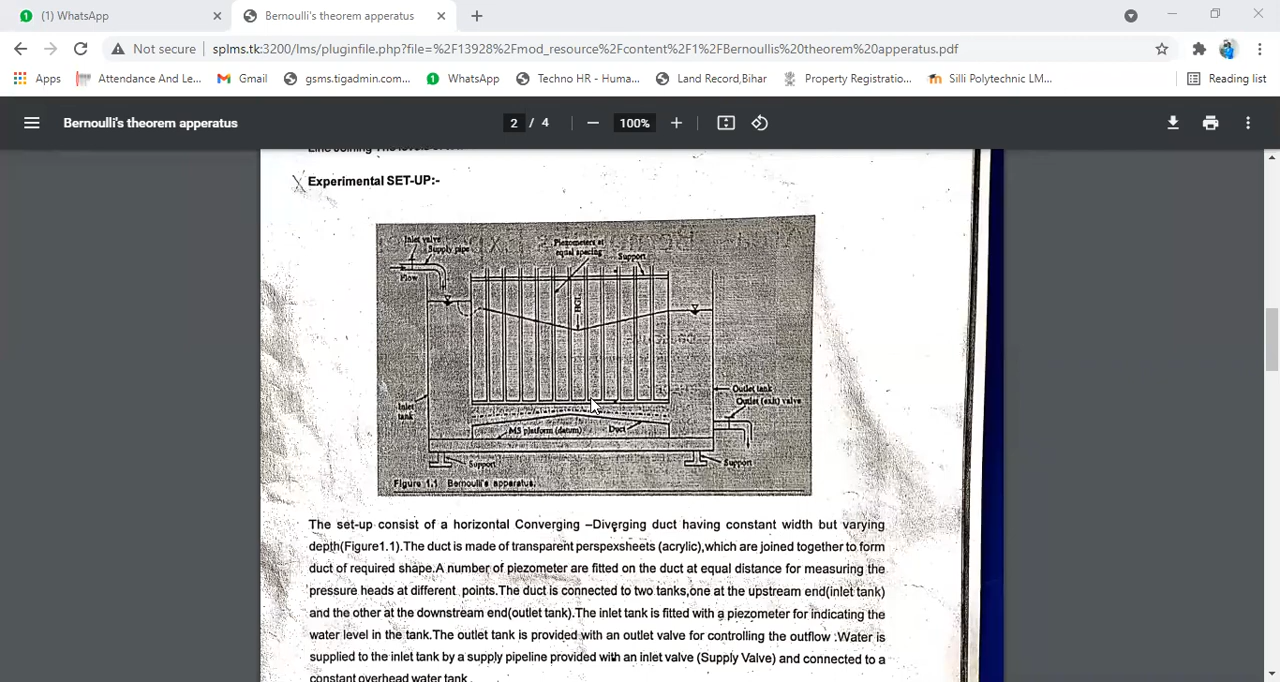 (1) WhatsApp
Bernoulli's theorem apparatus
Not secure
splms.tk:3200/lms/pluginfile.php?file=%2F13928%2Fmod_resource%2Fcontent%2F1%2FBernoullis%20theorem%20apparatus.pdf
Apps
Attendance And Le...
Gmail
gsms.tigadmin.com...
WhatsApp
Techno HR - Huma...
Land Record,Bihar
Property Registratio...
Silli Polytechnic LM...
Reading list
Bernoulli's theorem apparatus
2 / 4
100%
Experimental SET-UP:-
Inlet valve
Supply pipe
Flow
Piezometers at
equal spacing
Support
HGL
Inlet
tank
Outlet tank
Outlet (exit) valve
MS platform (datum)
Duct
Support
Support
Figure 1.1 Bernoulli's apparatus.
The set-up consist of a horizontal Converging –Diverging duct having constant width but varying
depth(Figure1.1).The duct is made of transparent perspexsheets (acrylic),which are joined together to form
duct of required shape.A number of piezometer are fitted on the duct at equal distance for measuring the
pressure heads at different points.The duct is connected to two tanks,one at the upstream end(inlet tank)
and the other at the downstream end(outlet tank).The inlet tank is fitted with a piezometer for indicating the
water level in the tank.The outlet tank is provided with an outlet valve for controlling the outflow .Water is
supplied to the inlet tank by a supply pipeline provided with an inlet valve (Supply Valve) and connected to a
constant overhead water tank .